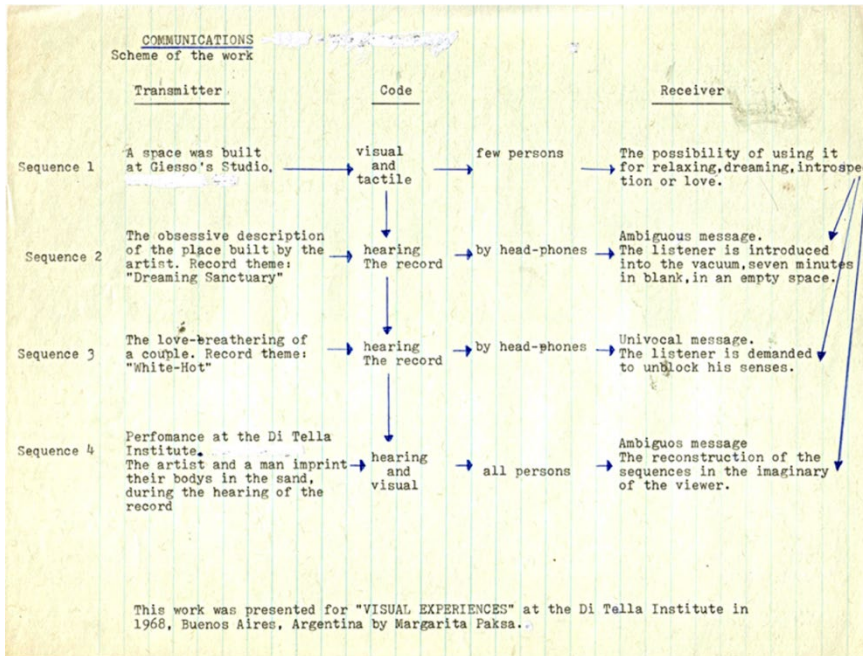 COMMUNICATIONS
Scheme of the work
Transmitter
Code
Receiver
Sequence 1
A space was built
at Giesso's Studio.
visual
and
tactile
few persons
The possibility of using it
for relaxing,dreaming,introspec
tion or love.
Sequence 2
The obsessive description
of the place built by the
artist. Record theme:
"Dreaming Sanctuary"
hearing
The record
by head-phones
Ambiguous message.
The listener is introduced
into the vacuum,seven minutes
in blank,in an empty space.
Sequence 3
The love-breathering of
a couple. Record theme:
"White-Hot"
hearing
The record
by head-phones
Univocal message.
The listener is demanded
to unblock his senses.
Sequence 4
Perfomance at the Di Tella
Institute.
The artist and a man imprint
their bodys in the sand,
during the hearing of the
record
hearing
and
visual
all persons
Ambiguos message
The reconstruction of the
sequences in the imaginary
of the viewer.
This work was presented for "VISUAL EXPERIENCES" at the Di Tella Institute in
1968, Buenos Aires, Argentina by Margarita Paksa.